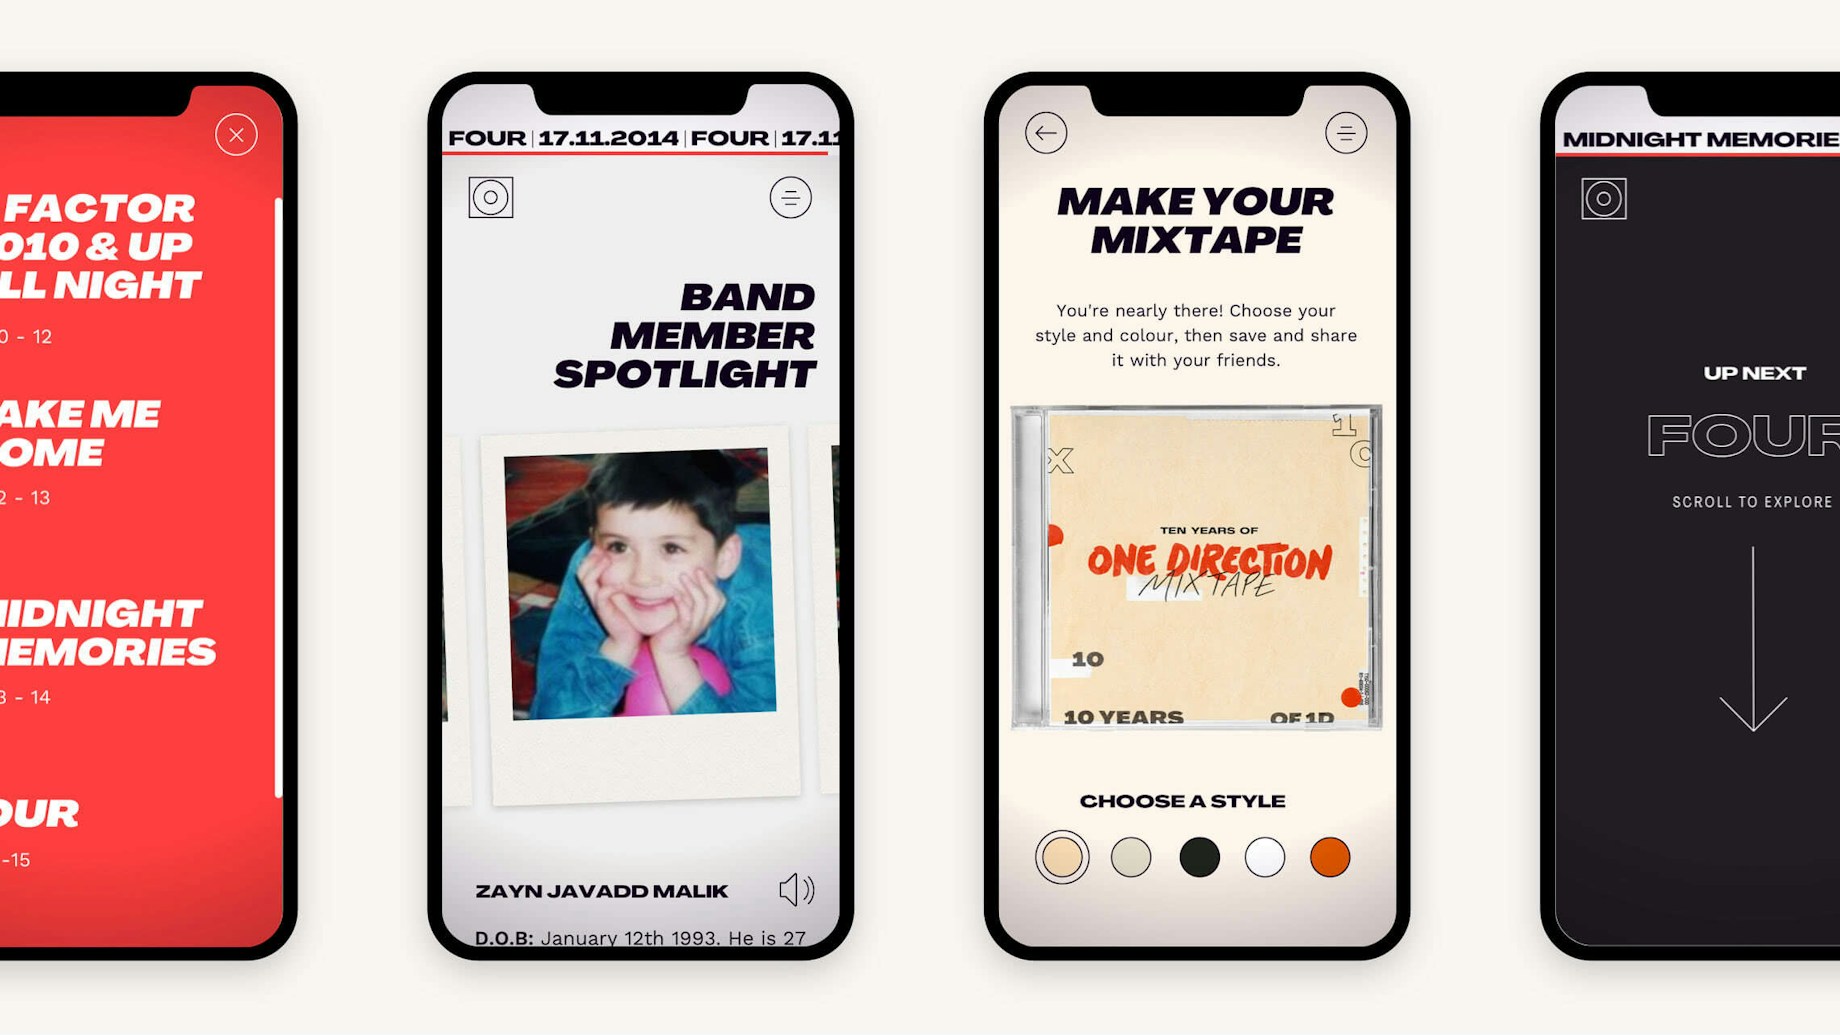 FACTOR
010 & UP
LL NIGHT
0 - 12
AKE ME
OME
2 - 13
MIDNIGHT
MEMORIES
3 - 14
OUR
-15
FOUR | 17.11.2014 | FOUR | 17.11
BAND
MEMBER
SPOTLIGHT
ZAYN JAVADD MALIK
D.O.B: January 12th 1993. He is 27
MAKE YOUR
MIXTAPE
You're nearly there! Choose your
style and colour, then save and share
it with your friends.
1
X
TEN YEARS OF
ONE DIRECTION
MIXTAPE
10
10 YEARS OF 1D
CHOOSE A STYLE
MIDNIGHT MEMORIE
UP NEXT
FOUR
SCROLL TO EXPLORE